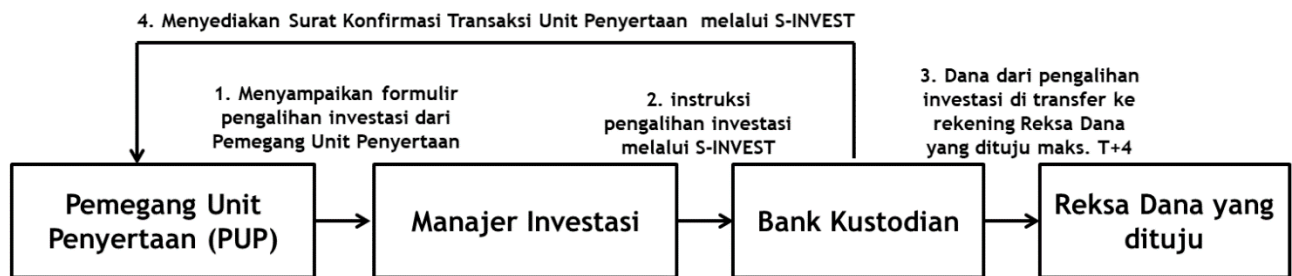 4. Menyediakan Surat Konfirmasi Transaksi Unit Penyertaan melalui S-INVEST
1. Menyampaikan formulir
pengalihan investasi dari
Pemegang Unit Penyertaan
2. instruksi
pengalihan investasi
melalui S-INVEST
3. Dana dari pengalihan
investasi di transfer ke
rekening Reksa Dana
yang dituju maks. T+4
Pemegang Unit
Penyertaan (PUP)
Manajer Investasi
Bank Kustodian
Reksa Dana yang
dituju